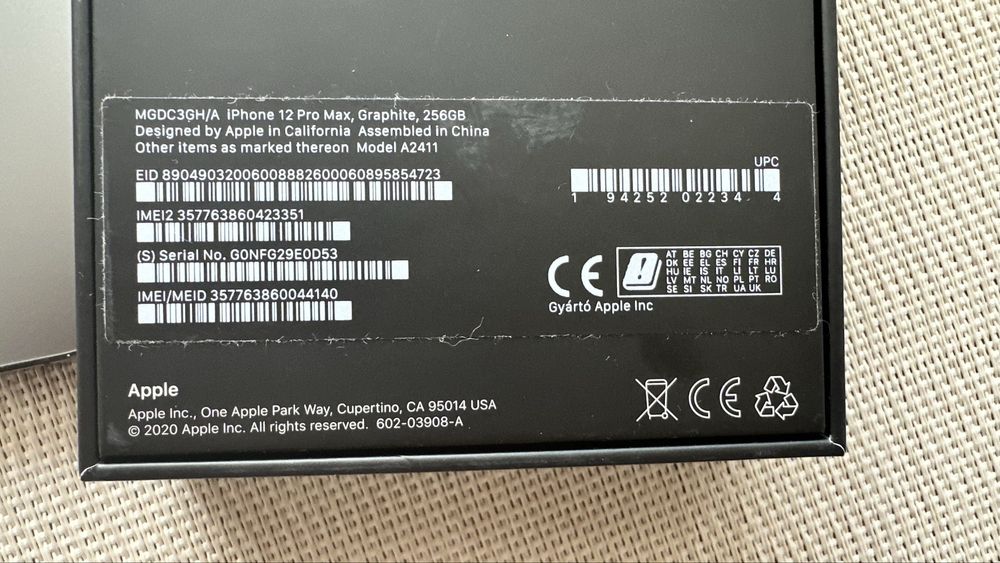 MGDC3GH/A iPhone 12 Pro Max, Graphite, 256GB
Designed by Apple in California Assembled in China
Other items as marked thereon Model A2411
EID 89049032006008882600060895854723
UPC
1 94252 02234 4
IMEI2 357763860423351
(S) Serial No. G0NFG29E0D53
IMEI/MEID 357763860044140
CE
AT BE BG CH CY CZ DE
DK EE EL ES FI FR HR
HU IE IS IT LI LT LU
LV MT NL NO PL PT RO
SE SI SK TR UA UK
Gyártó Apple Inc
Apple
Apple Inc., One Apple Park Way, Cupertino, CA 95014 USA
© 2020 Apple Inc. All rights reserved. 602-03908-A
CE